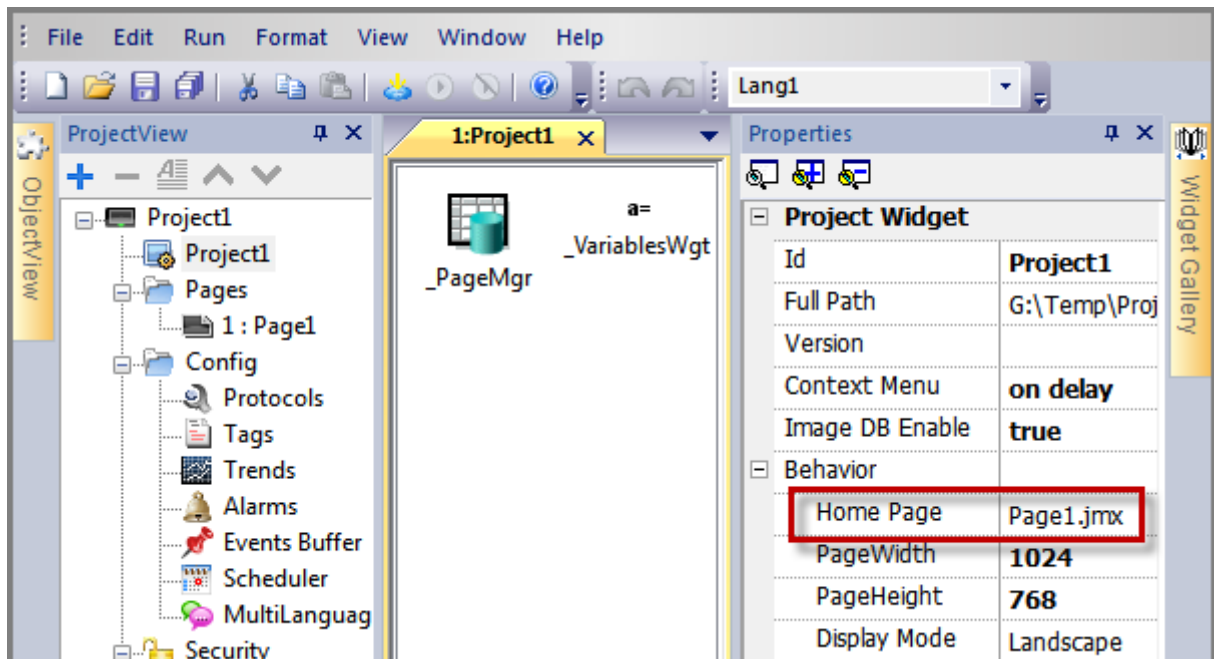 File Edit Run Format View Window Help
Lang1
ObjectView
ProjectView
Project1
Project1
Pages
1 : Page1
Config
Protocols
Tags
Trends
Alarms
Events Buffer
Scheduler
MultiLanguag
Security
1:Project1
_PageMgr
a=
_VariablesWgt
Properties
Project Widget
Id Project1
Full Path G:\Temp\Proj
Version
Context Menu on delay
Image DB Enable true
Behavior
Home Page Page1.jmx
PageWidth 1024
PageHeight 768
Display Mode Landscape
Widget Gallery